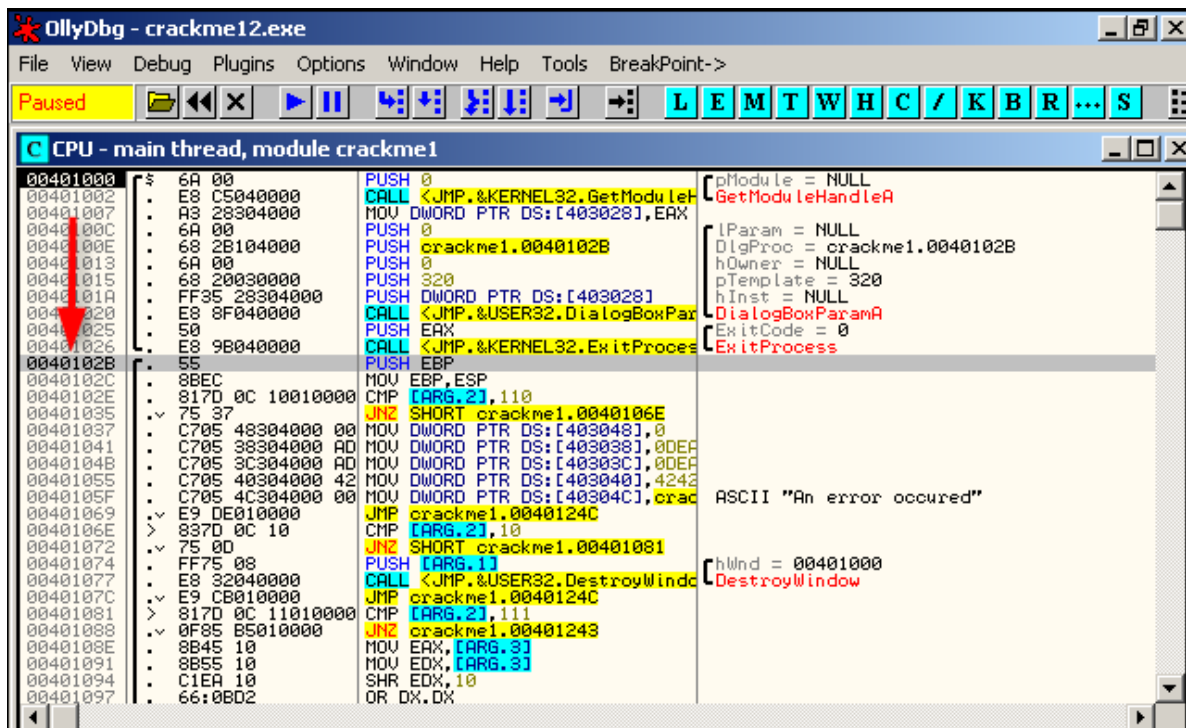 OllyDbg - crackme12.exe
File View Debug Plugins Options Window Help Tools BreakPoint->
Paused L E M T W H C / K B R ... S
C CPU - main thread, module crackme1
00401000 $ 6A 00 PUSH 0 pModule = NULL
00401002 . E8 C5040000 CALL <JMP.&KERNEL32.GetModuleH GetModuleHandleA
00401007 . A3 28304000 MOV DWORD PTR DS:[403028],EAX
0040100C . 6A 00 PUSH 0 lParam = NULL
0040100E . 68 2B104000 PUSH crackme1.0040102B DlgProc = crackme1.0040102B
00401013 . 6A 00 PUSH 0 hOwner = NULL
00401015 . 68 20030000 PUSH 320 pTemplate = 320
0040101A . FF35 28304000 PUSH DWORD PTR DS:[403028] hInst = NULL
00401020 . E8 8F040000 CALL <JMP.&USER32.DialogBoxPar DialogBoxParamA
00401025 . 50 PUSH EAX ExitCode = 0
00401026 . E8 9B040000 CALL <JMP.&KERNEL32.ExitProces ExitProcess
0040102B . 55 PUSH EBP
0040102C . 8BEC MOV EBP,ESP
0040102E . 817D 0C 10010000 CMP [ARG.2],110
00401035 .v 75 37 JNZ SHORT crackme1.0040106E
00401037 . C705 48304000 00 MOV DWORD PTR DS:[403048],0
00401041 . C705 38304000 AD MOV DWORD PTR DS:[403038],0DEA
0040104B . C705 3C304000 AD MOV DWORD PTR DS:[40303C],0DEA
00401055 . C705 40304000 42 MOV DWORD PTR DS:[403040],4242
0040105F . C705 4C304000 00 MOV DWORD PTR DS:[40304C],crac ASCII "An error occured"
00401069 .v E9 DE010000 JMP crackme1.0040124C
0040106E > 837D 0C 10 CMP [ARG.2],10
00401072 .v 75 0D JNZ SHORT crackme1.00401081
00401074 . FF75 08 PUSH [ARG.1] hWnd = 00401000
00401077 . E8 32040000 CALL <JMP.&USER32.DestroyWindo DestroyWindow
0040107C .v E9 CB010000 JMP crackme1.0040124C
00401081 > 817D 0C 11010000 CMP [ARG.2],111
00401088 .v 0F85 B5010000 JNZ crackme1.00401243
0040108E . 8B45 10 MOV EAX,[ARG.3]
00401091 . 8B55 10 MOV EDX,[ARG.3]
00401094 . C1EA 10 SHR EDX,10
00401097 . 66:0BD2 OR DX,DX